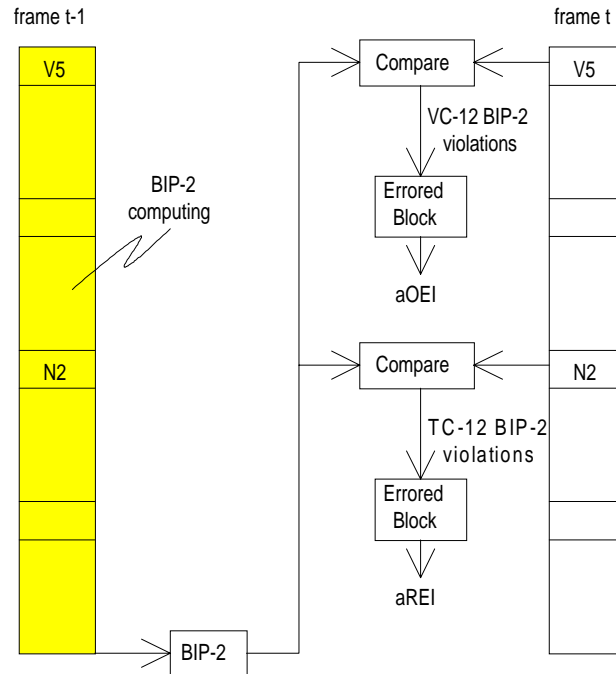 frame t-1
frame t
V5
Compare
V5
VC-12 BIP-2
violations
BIP-2
computing
Errored
Block
aOEI
N2
Compare
N2
TC-12 BIP-2
violations
Errored
Block
aREI
BIP-2